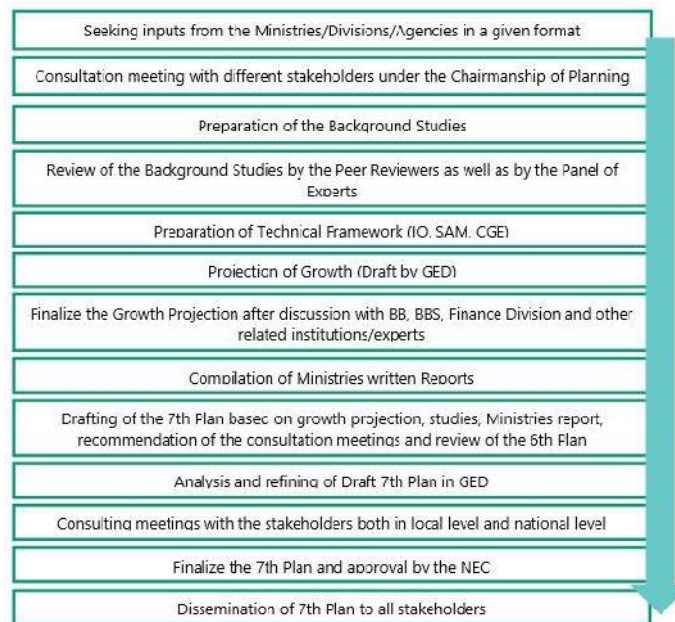 Seeking inputs from the Ministries/Divisions/Agencies in a given format
Consultation meeting with different stakeholders under the Chairmanship of Planning
Preparation of the Background Studies
Review of the Background Studies by the Peer Reviewers as well as by the Panel of
Experts
Preparation of Technical Framework (IO, SAM, CGE)
Projection of Growth (Draft by GED)
Finalize the Growth Projection after discussion with BB, BBS, Finance Division and other
related institutions/experts
Compilation of Ministries written Reports
Drafting of the 7th Plan based on growth projection, studies, Ministries report,
recommendation of the consultation meetings and review of the 6th Plan
Analysis and refining of Draft 7th Plan in GED
Consulting meetings with the stakeholders both in local level and national level
Finalize the 7th Plan and approval by the NEC
Dissemination of 7th Plan to all stakeholders